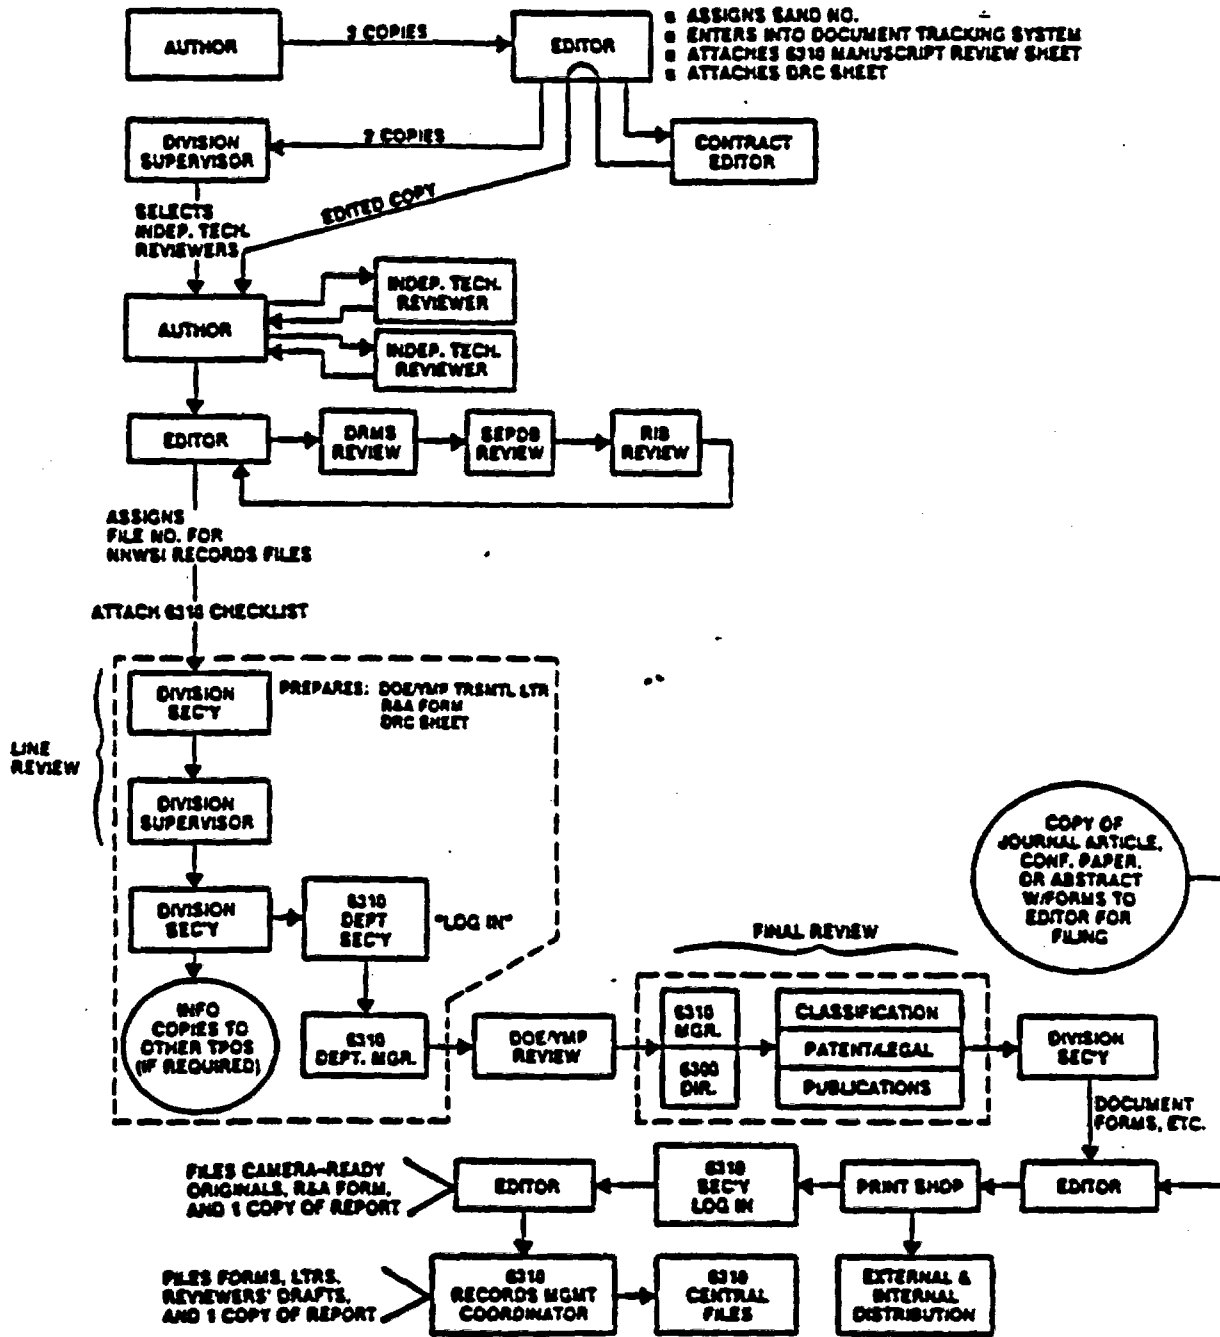 AUTHOR
3 COPIES
EDITOR
ASSIGNS SAND NO.
ENTERS INTO DOCUMENT TRACKING SYSTEM
ATTACHES 6310 MANUSCRIPT REVIEW SHEET
ATTACHES DRC SHEET
DIVISION
SUPERVISOR
2 COPIES
CONTRACT
EDITOR
SELECTS
INDEP. TECH.
REVIEWERS
EDITED COPY
INDEP. TECH.
REVIEWER
AUTHOR
INDEP. TECH.
REVIEWER
EDITOR
DRMS
REVIEW
SEPDB
REVIEW
RIB
REVIEW
ASSIGNS
FILE NO. FOR
NNWSI RECORDS FILES
ATTACH 6310 CHECKLIST
LINE
REVIEW
DIVISION
SEC'Y
PREPARES: DOE/YMP TRSMTL LTR
R&A FORM
DRC SHEET
DIVISION
SUPERVISOR
DIVISION
SEC'Y
6310
DEPT
SEC'Y
"LOG IN"
INFO
COPIES TO
OTHER TPOS
(IF REQUIRED)
6310
DEPT. MGR.
DOE/YMP
REVIEW
FINAL REVIEW
6310
MGR.
6300
DIR.
CLASSIFICATION
PATENT/LEGAL
PUBLICATIONS
COPY OF
JOURNAL ARTICLE,
CONF. PAPER,
OR ABSTRACT
W/FORMS TO
EDITOR FOR
FILING
DIVISION
SEC'Y
DOCUMENT
FORMS, ETC.
EDITOR
PRINT SHOP
6310
SEC'Y
LOG IN
EDITOR
FILES CAMERA-READY
ORIGINALS, R&A FORM,
AND 1 COPY OF REPORT
FILES FORMS, LTRS,
REVIEWERS' DRAFTS,
AND 1 COPY OF REPORT
6310
RECORDS MGMT
COORDINATOR
6310
CENTRAL
FILES
EXTERNAL &
INTERNAL
DISTRIBUTION